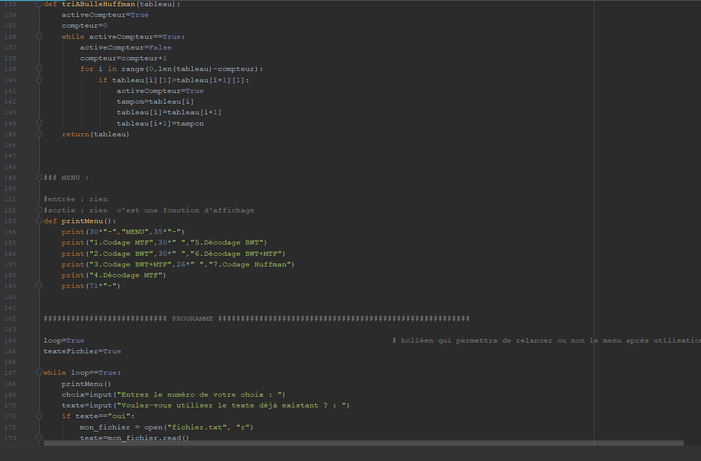 133 def triABulleHuffman(tableau):
134 activeCompteur=True
135 compteur=0
136 while activeCompteur==True:
137 activeCompteur=False
138 compteur=compteur+1
139 for i in range(0,len(tableau)-compteur):
140 if tableau[i][1]>tableau[i+1][1]:
141 activeCompteur=True
142 tampon=tableau[i]
143 tableau[i]=tableau[i+1]
144 tableau[i+1]=tampon
145 return(tableau)
146
147
148
149 ### MENU :
150
151 #entrée : rien
152 #sortie : rien c'est une fonction d'affichage
153 def printMenu():
154 print(30*"-","MENU",35*"-")
155 print("1.Codage MTF",30*" ","5.Décodage BWT")
156 print("2.Codage BWT",30*" ","6.Décodage BWT+MTF")
157 print("3.Codage BWT+MTF",26*" ","7.Codage Huffman")
158 print("4.Décodage MTF")
159 print(71*"-")
160
161
162 ########################### PROGRAMME #######################################################
163
164 loop=True # bolléen qui permettra de relancer ou non le menu aprés utilisation
165 texteFichier=True
166
167 while loop==True:
168 printMenu()
169 choix=input("Entrez le numéro de votre choix : ")
170 texte=input("Voulez-vous utiliser le texte déjà existant ? : ")
171 if texte=="oui":
172 mon_fichier = open("fichier.txt", "r")
173 texte=mon_fichier.read()